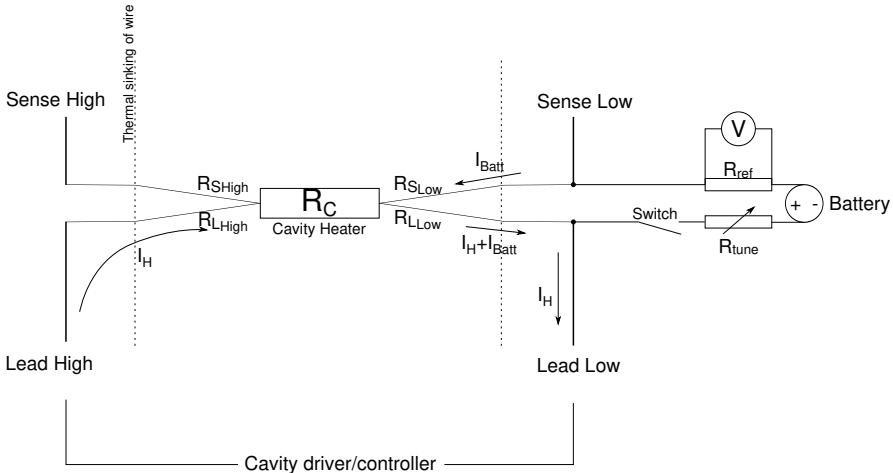 Thermal sinking of wire
Sense High
Sense Low
V
I_Batt
R_SHigh
R_SLow
R_ref
R_C
+ -
Battery
R_LHigh
R_LLow
Switch
Cavity Heater
I_H
I_H+I_Batt
R_tune
I_H
Lead High
Lead Low
Cavity driver/controller